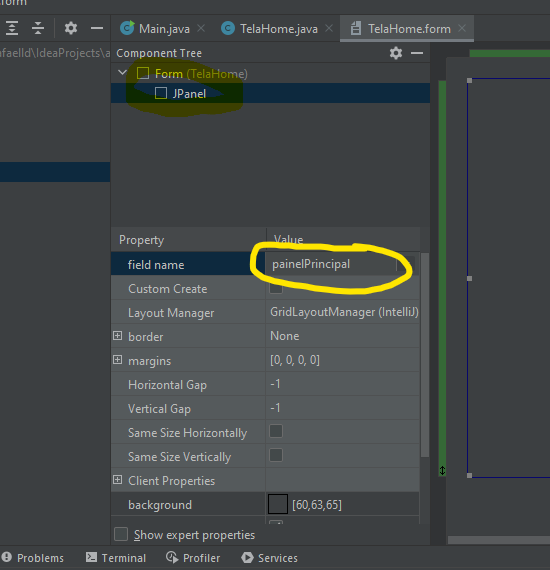 .form
Main.java
TelaHome.java
TelaHome.form
afaelld\IdeaProjects\a
Component Tree
Form (TelaHome)
JPanel
Property Value
field name painelPrincipal
Custom Create
Layout Manager GridLayoutManager (IntelliJ)
border None
margins [0, 0, 0, 0]
Horizontal Gap -1
Vertical Gap -1
Same Size Horizontally
Same Size Vertically
Client Properties
background [60,63,65]
Show expert properties
Problems Terminal Profiler Services